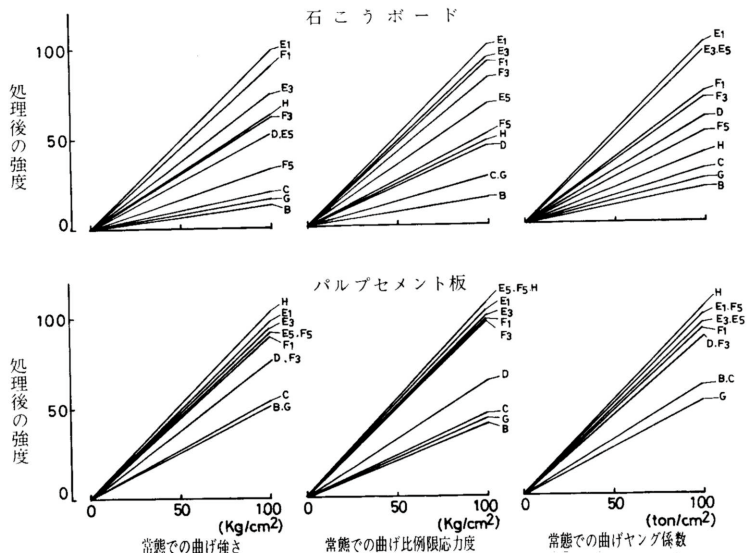 石こうボード
処理後の強度
100
50
0
E1
F1
E3
H
F3
D.E5
F5
C
G
B
E1
E3
F1
F3
E5
F5
H
D
C.G
B
E1
E3.E5
F1
F3
D
F5
H
C
G
B
パルプセメント板
処理後の強度
100
50
0
H
E1
E3
E5.F5
F1
D.F3
C
B.G
E5.F5.H
E1
E3
F1
F3
D
C
G
B
H
E1.F5
E3.E5
F1
D.F3
B.C
G
0 50 100
(Kg/cm2)
0 50 100
(Kg/cm2)
0 50 100
(ton/cm2)
常態での曲げ強さ
常態での曲げ比例限応力度
常態での曲げヤング係数